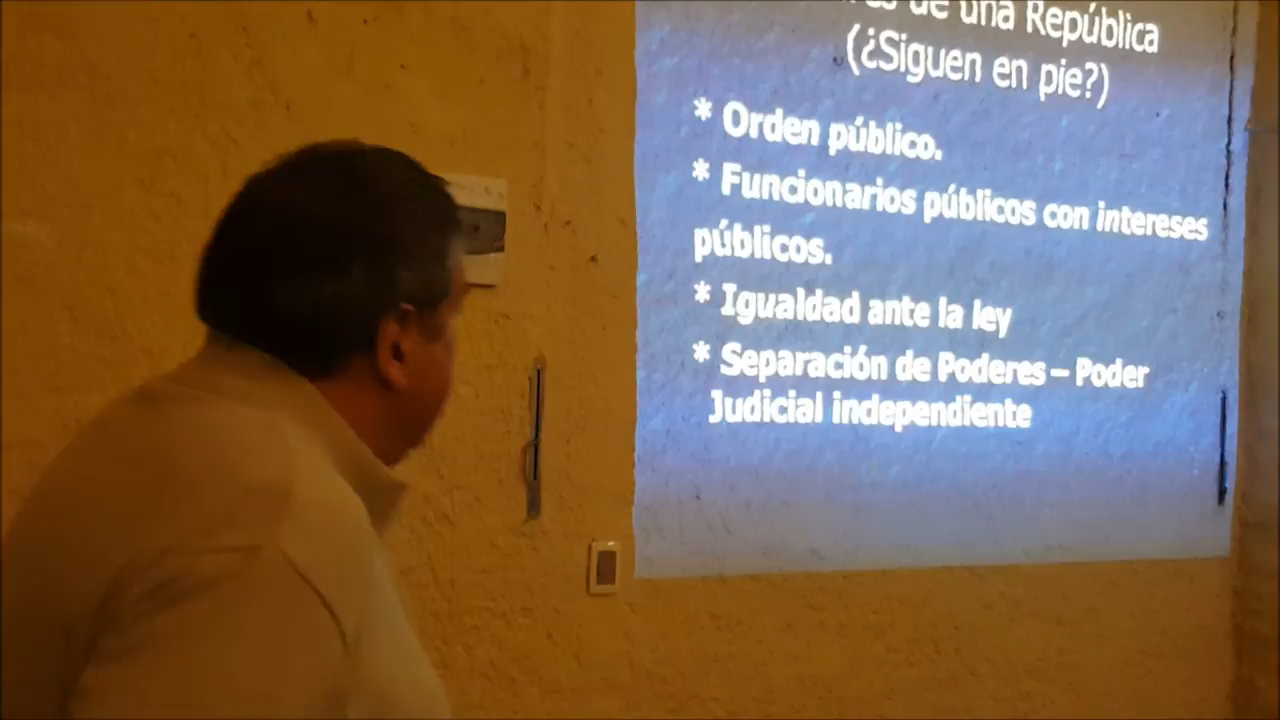 de una República
(¿Siguen en pie?)
* Orden público.
* Funcionarios públicos con intereses
públicos.
* Igualdad ante la ley
* Separación de Poderes – Poder
Judicial independiente